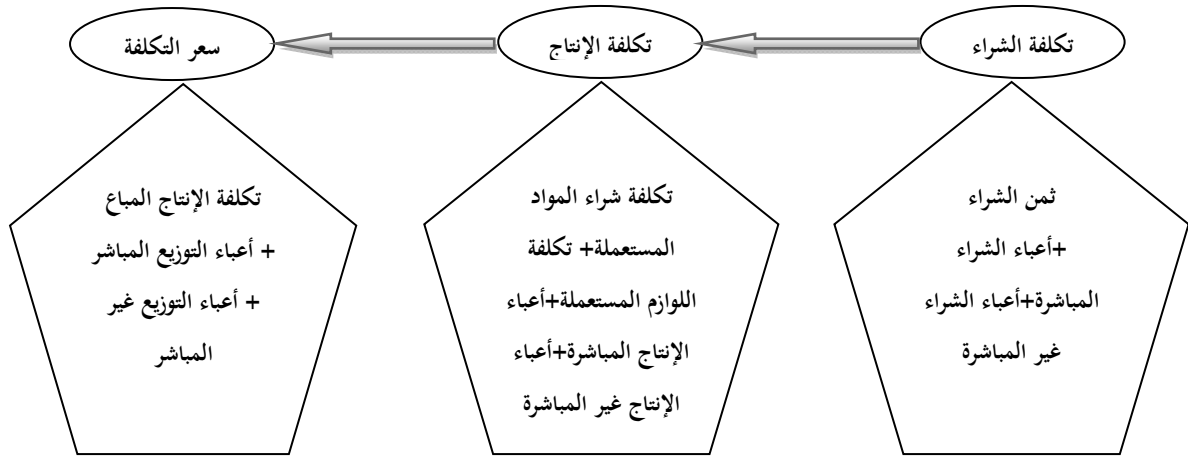 تكلفة الشراء
تكلفة الإنتاج
سعر التكلفة
ثمن الشراء
+أعباء الشراء
المباشرة+أعباء الشراء
غير المباشرة
تكلفة شراء المواد
المستعملة+ تكلفة
اللوازم المستعملة+أعباء
الإنتاج المباشرة+أعباء
الإنتاج غير المباشرة
تكلفة الإنتاج المباع
+ أعباء التوزيع المباشر
+ أعباء التوزيع غير
المباشر